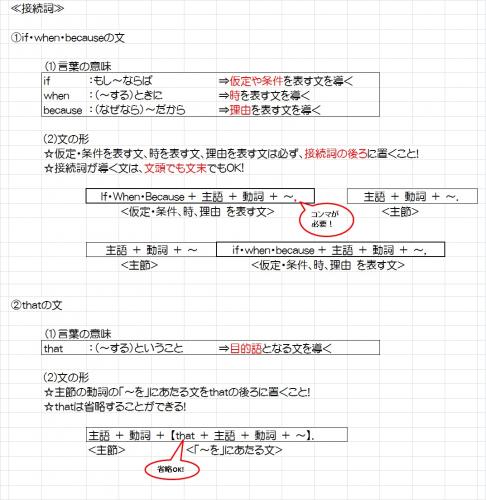 ≪接続詞≫
①if・when・becauseの文
(1)言葉の意味
if ：もし～ならば ⇒仮定や条件を表す文を導く
when ：(～する)ときに ⇒時を表す文を導く
because ：(なぜなら)～だから ⇒理由を表す文を導く
(2)文の形
☆仮定・条件を表す文、時を表す文、理由を表す文は必ず、接続詞の後ろに置くこと!
☆接続詞が導く文は、文頭でも文末でもOK!
If・When・Because + 主語 + 動詞 + ～,
主語 + 動詞 + ～.
<仮定・条件、時、理由 を表す文>
<主節>
コンマが
必要！
主語 + 動詞 + ～
if・when・because + 主語 + 動詞 + ～.
<主節>
<仮定・条件、時、理由 を表す文>
②thatの文
(1)言葉の意味
that ：(～する)ということ ⇒目的語となる文を導く
(2)文の形
☆主節の動詞の「～を」にあたる文をthatの後ろに置くこと!
☆thatは省略することができる!
主語 + 動詞 + 【that + 主語 + 動詞 + ～】.
<主節> <「～を」にあたる文>
省略OK!